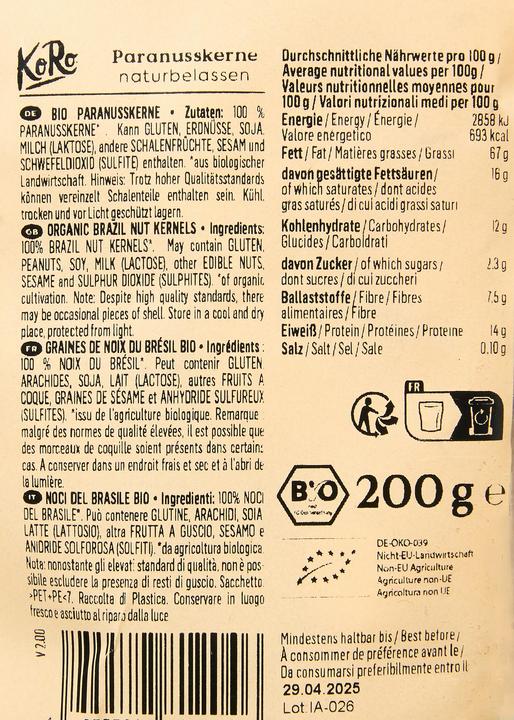 KoRo
Paranusskerne
naturbelassen
DE BIO PARANUSSKERNE • Zutaten: 100 %
PARANUSSKERNE*. Kann GLUTEN, ERDNÜSSE, SOJA,
MILCH (LAKTOSE), andere SCHALENFRÜCHTE, SESAM und
SCHWEFELDIOXID (SULFITE) enthalten. *aus biologischer
Landwirtschaft. Hinweis: Trotz hoher Qualitätsstandards
können vereinzelt Schalenteile enthalten sein. Kühl,
trocken und vor Licht geschützt lagern.
GB ORGANIC BRAZIL NUT KERNELS • Ingredients:
100% BRAZIL NUT KERNELS*. May contain GLUTEN,
PEANUTS, SOY, MILK (LACTOSE), other EDIBLE NUTS,
SESAME and SULPHUR DIOXIDE (SULPHITES). *of organic
cultivation. Note: Despite high quality standards, there
may be occasional pieces of shell. Store in a cool and dry
place, protected from light.
FR GRAINES DE NOIX DU BRÉSIL BIO • Ingrédients:
100 % NOIX DU BRÉSIL*. Peut contenir GLUTEN
ARACHIDES, SOJA, LAIT (LACTOSE), autres FRUITS A
COQUE, GRAINES DE SÉSAME et ANHYDRIDE SULFUREUX
(SULFITES). *issu de l'agriculture biologique. Remarque
malgré des normes de qualité élevées, il est possible que
des morceaux de coquille soient présents dans certains
cas. A conserver dans un endroit frais et sec et à l'abri de
la lumière.
IT NOCI DEL BRASILE BIO • Ingredienti: 100% NOCI
DEL BRASILE*. Può contenere GLUTINE, ARACHIDI, SOIA
LATTE (LATTOSIO), altra FRUTTA A GUSCIO, SESAMO e
ANIDRIDE SOLFOROSA (SOLFITI). *da agricoltura biologica.
Nota: nonostante gli elevati standard di qualità, non è pos-
sibile escludere la presenza di resti di guscio. Sacchetto
>PET+PE<7. Raccolta di Plastica. Conservare in luogo
fresco e asciutto al riparo dalla luce
V 2.00
Durchschnittliche Nährwerte pro 100 g /
Average nutritional values per 100g /
Valeurs nutritionnelles moyennes pour
100 g / Valori nutrizionali medi per 100 g
Energie / Energy / Énergie / 2858 kJ
Valore energetico 693 kcal
Fett / Fat / Matières grasses / Grassi 67 g
davon gesättigte Fettsäuren / 16 g
of which saturates / dont acides
gras saturés / di cui acidi grassi saturi
Kohlenhydrate / Carbohydrates / 12 g
Glucides / Carboidrati
davon Zucker / of which sugars / 2.3 g
dont sucres / di cui zuccheri
Ballaststoffe / Fibre / Fibres 7.5 g
alimentaires / Fibre
Eiweiß / Protein / Protéines / Proteine 14 g
Salz / Salt / Sel / Sale 0.10 g
FR
BIO
200 g e
DE-ÖKO-039
Nicht-EU-Landwirtschaft
Non-EU Agriculture
Agriculture non-UE
Agricoltura non UE
Mindestens haltbar bis / Best before /
À consommer de préférence avant le /
Da consumarsi preferibilmente entro il
29.04.2025
Lot.IA-026